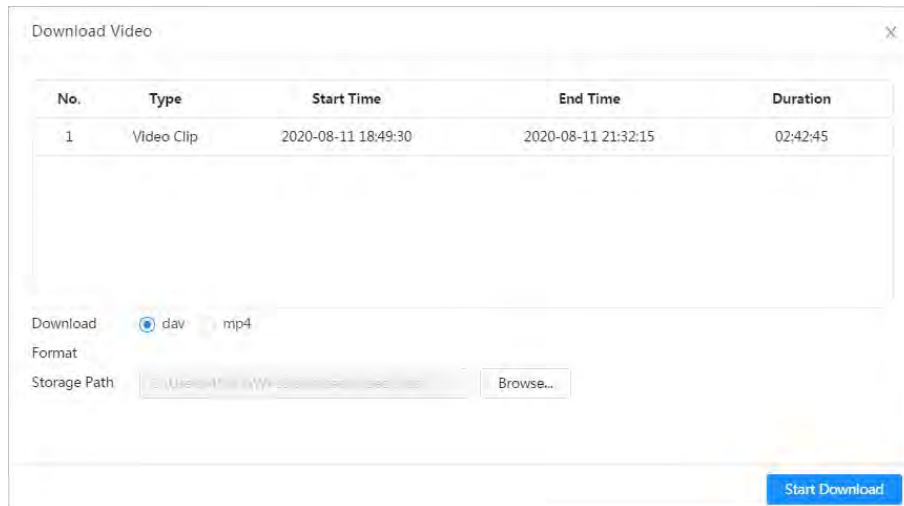 Download Video
No. Type Start Time End Time Duration
1 Video Clip 2020-08-11 18:49:30 2020-08-11 21:32:15 02:42:45
Download dav mp4
Format
Storage Path Browse...
Start Download